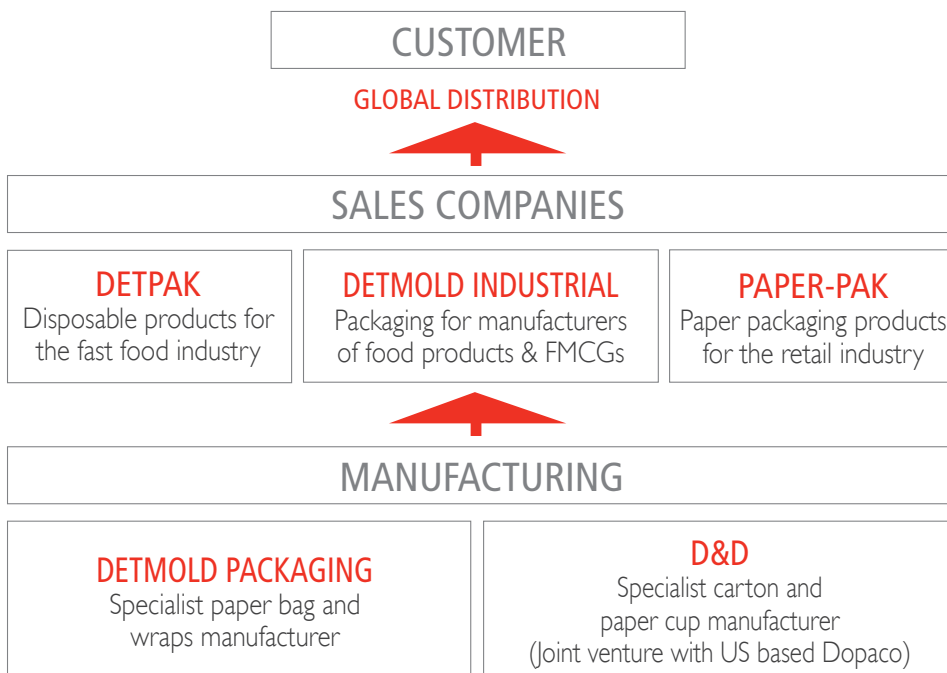 CUSTOMER
GLOBAL DISTRIBUTION
SALES COMPANIES
DETPAK
Disposable products for
the fast food industry
DETMOLD INDUSTRIAL
Packaging for manufacturers
of food products & FMCGs
PAPER-PAK
Paper packaging products
for the retail industry
MANUFACTURING
DETMOLD PACKAGING
Specialist paper bag and
wraps manufacturer
D&D
Specialist carton and
paper cup manufacturer
(Joint venture with US based Dopaco)